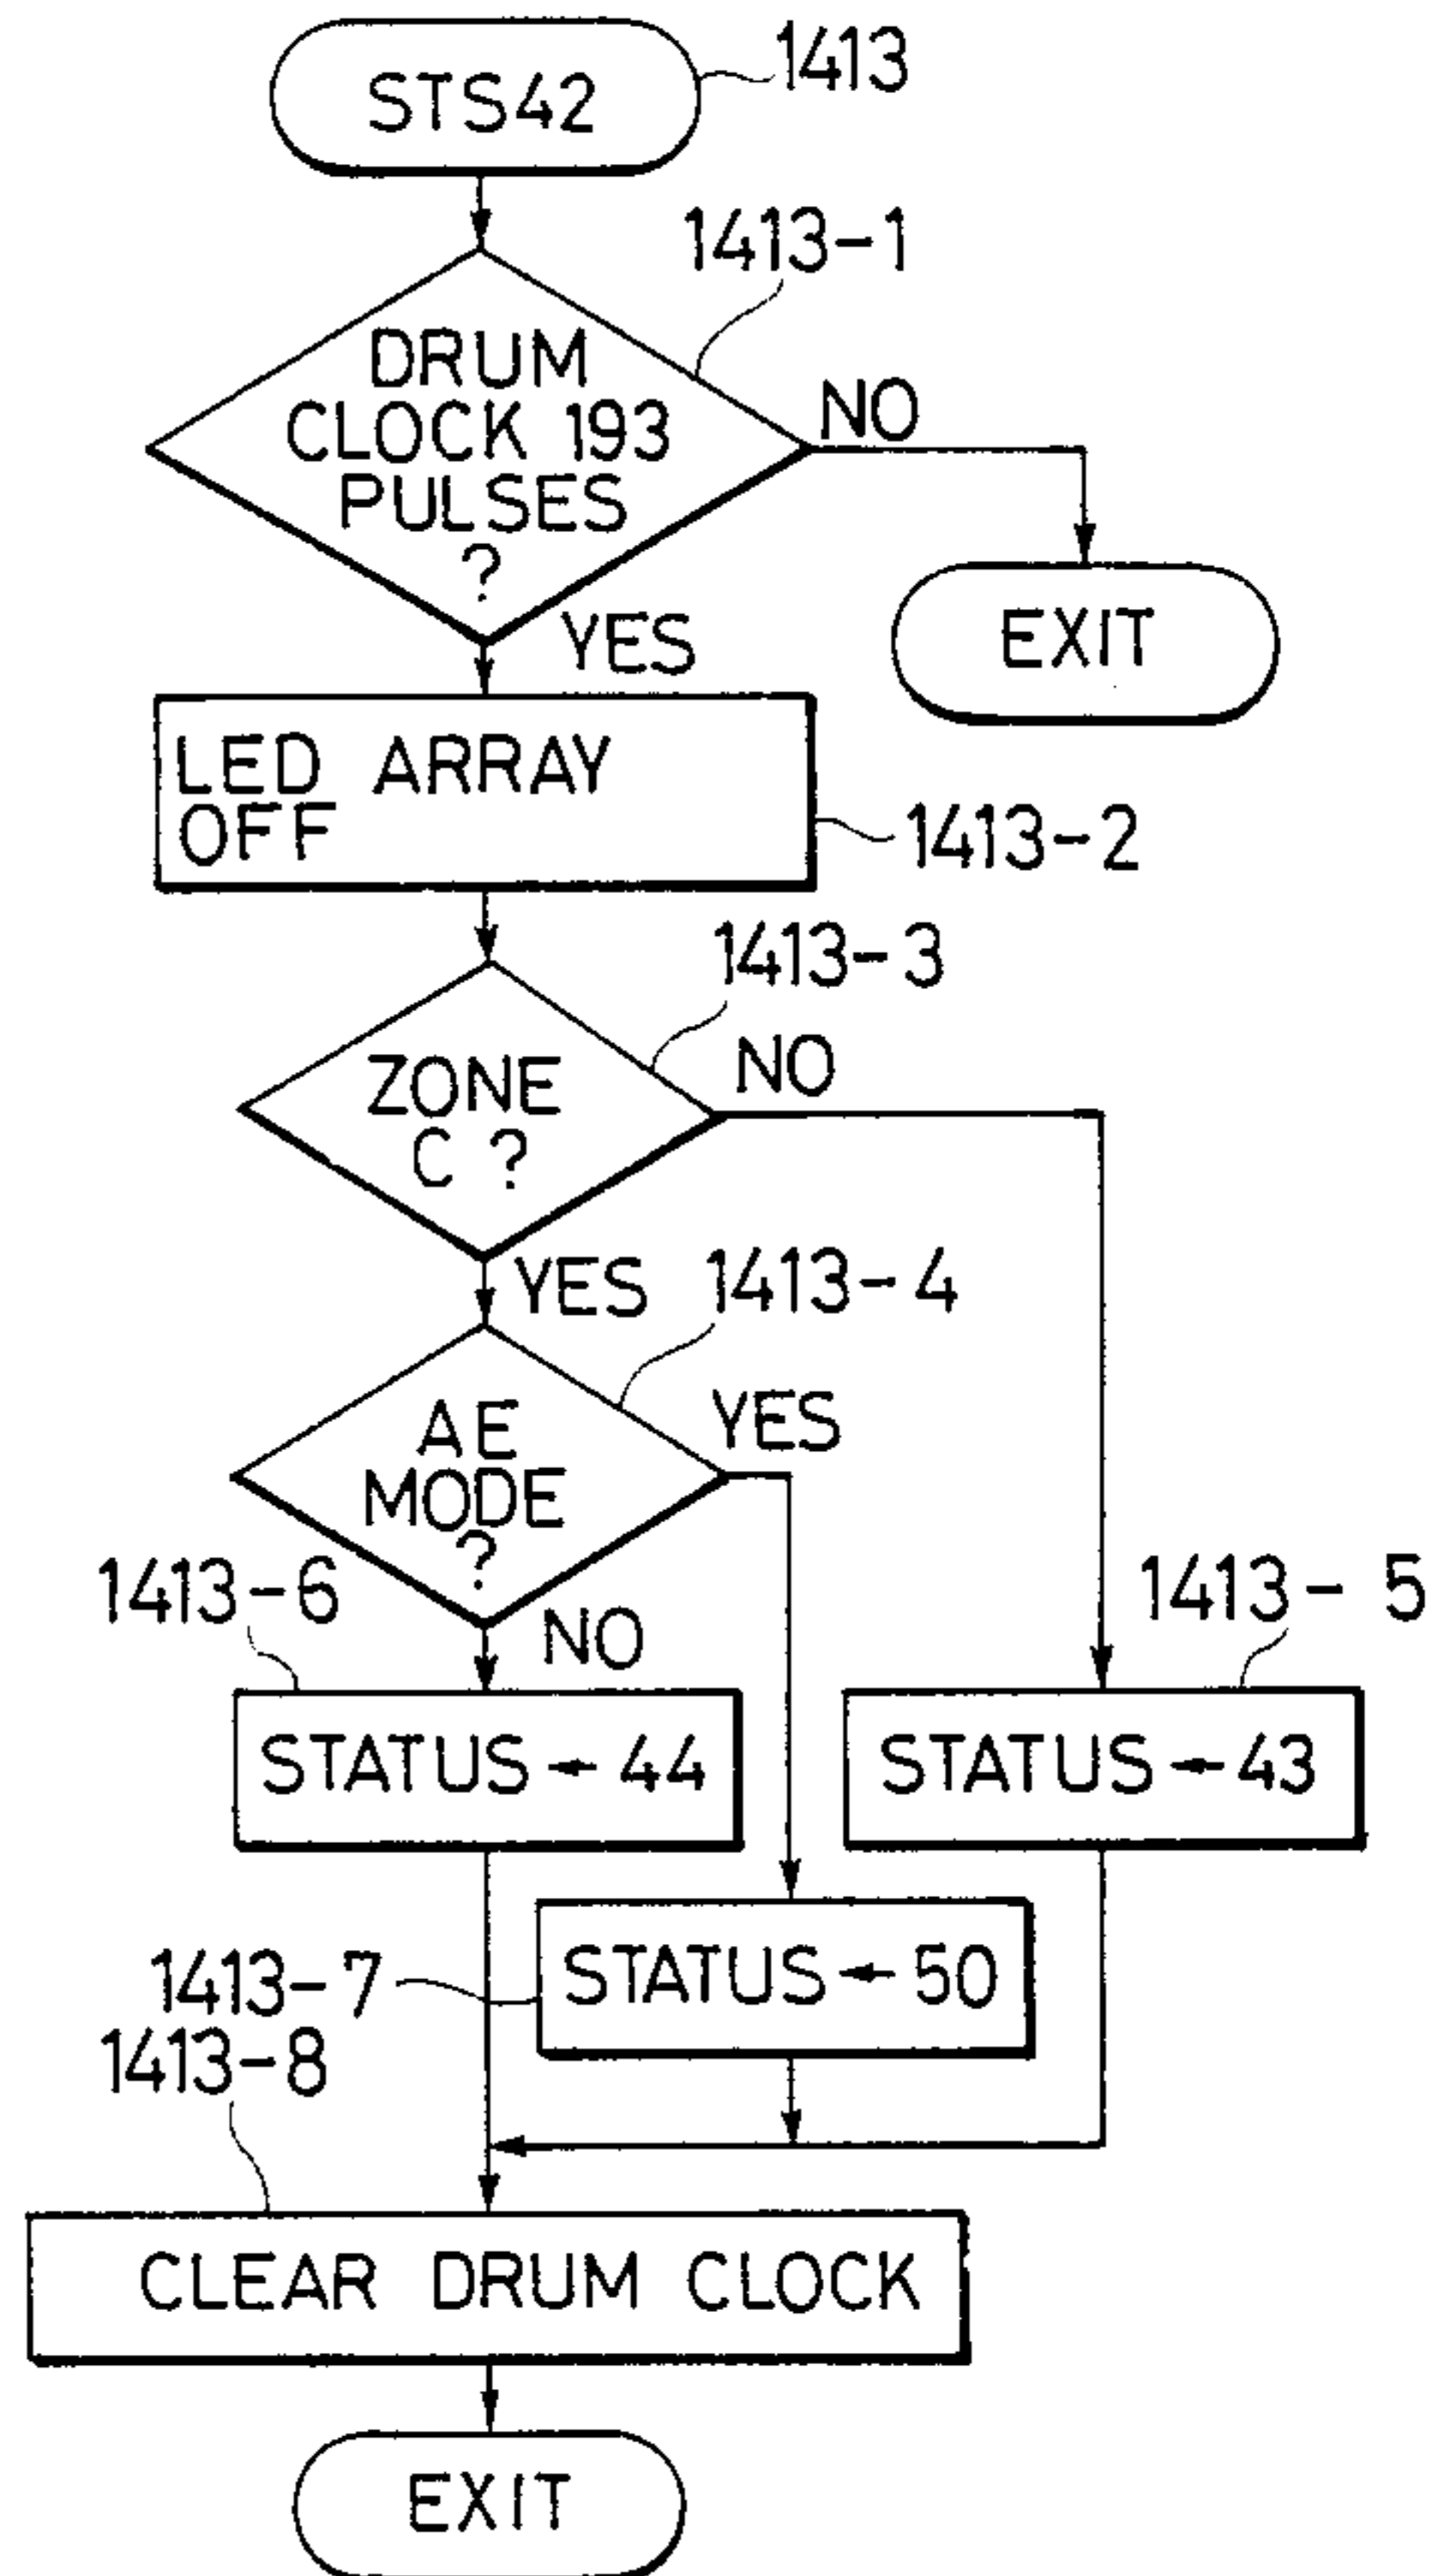 STS42
1413
1413-1
DRUM
CLOCK 193
PULSES
?
NO
YES
EXIT
LED ARRAY
OFF
1413-2
1413-3
ZONE
C ?
NO
YES
1413-4
AE
MODE
?
YES
NO
1413-6
1413- 5
STATUS ← 44
STATUS ← 43
1413-7
STATUS ← 50
1413-8
CLEAR DRUM CLOCK
EXIT